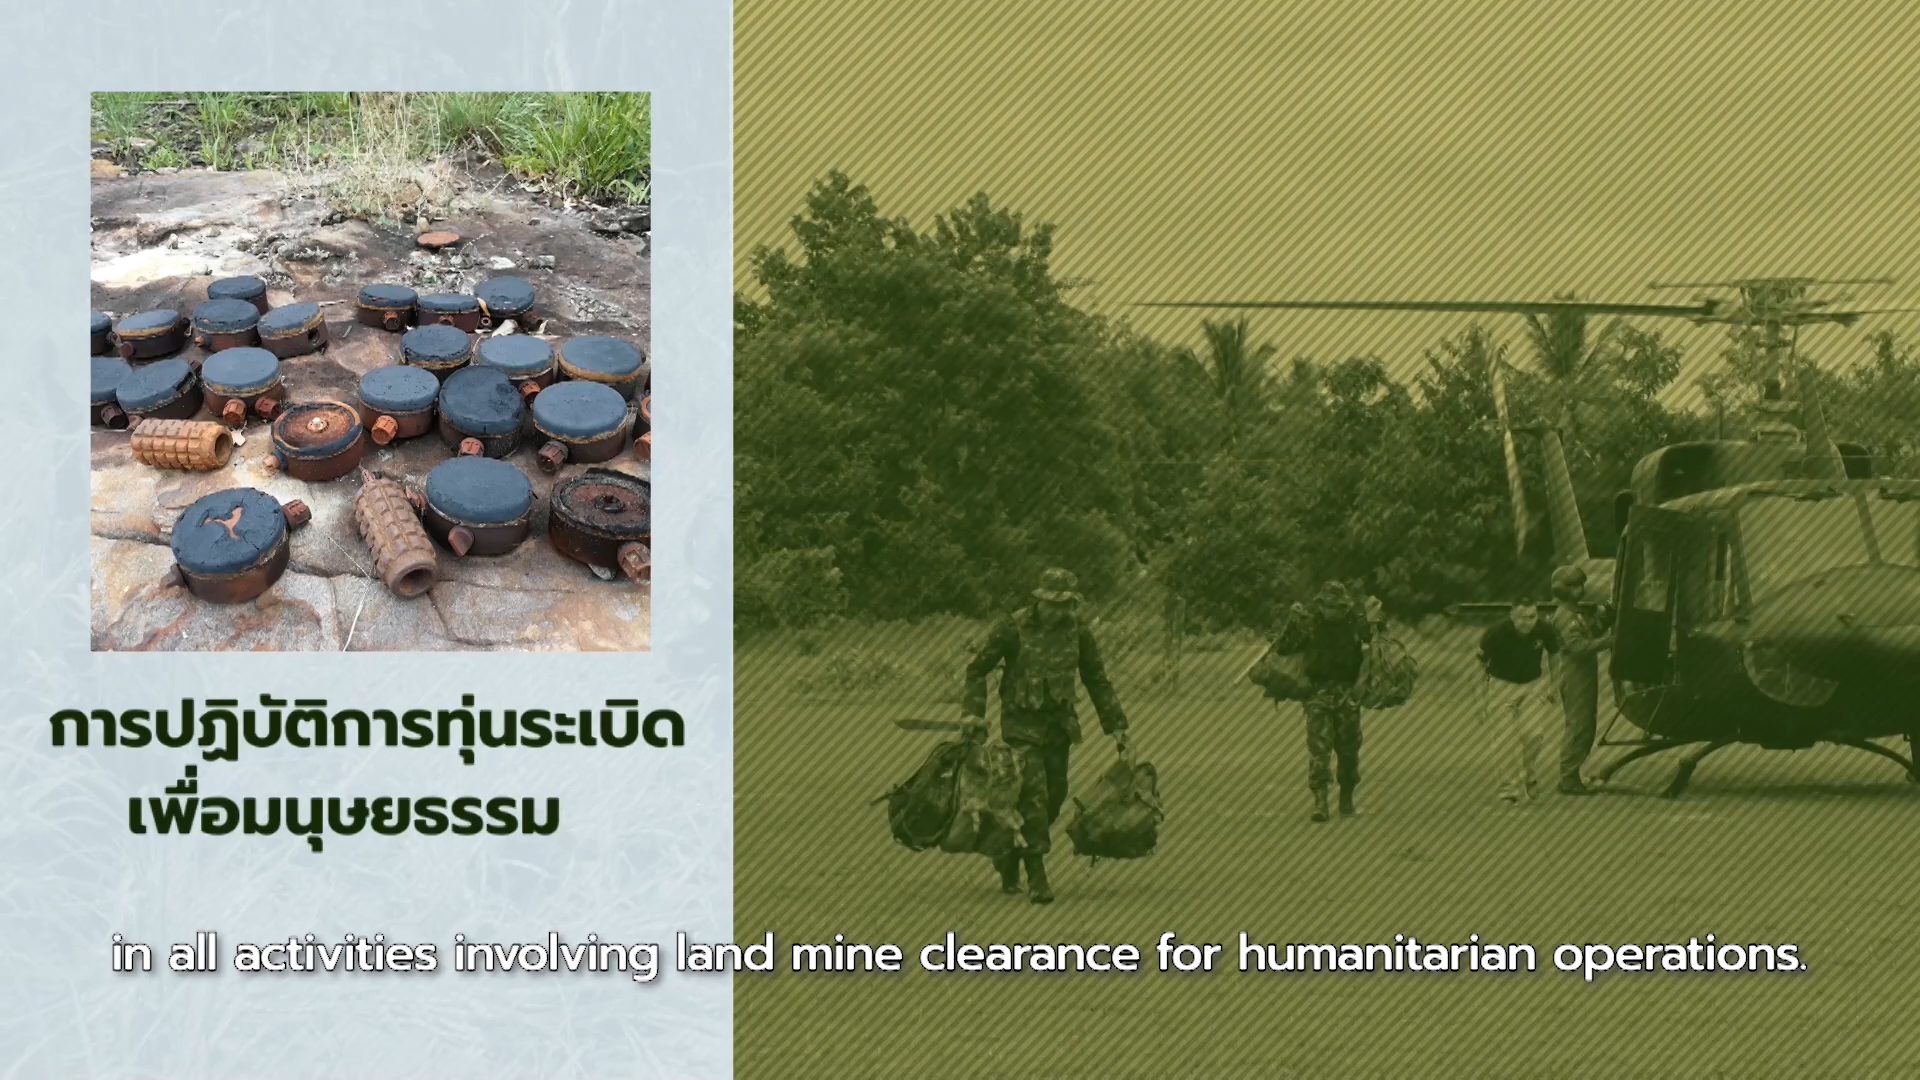 การปฏิบัติการทุ่นระเบิด
เพื่อมนุษยธรรม
in all activities involving land mine clearance for humanitarian operations.